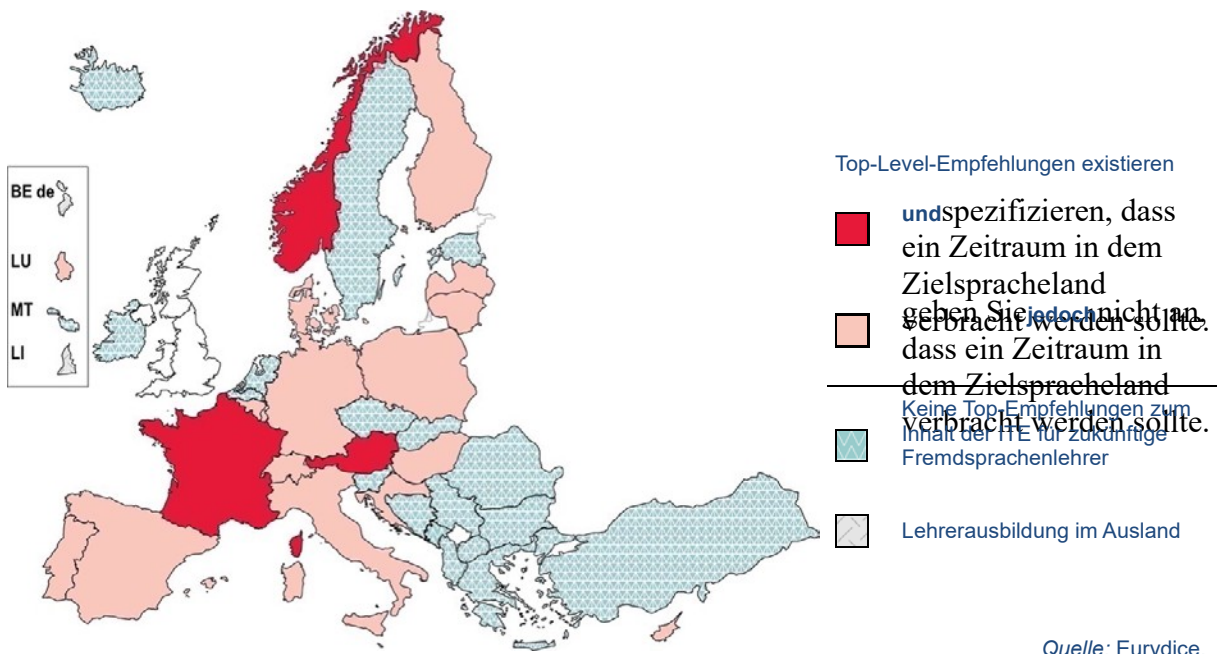 BE de
LU
MT
LI
Top-Level-Empfehlungen existieren
undspezifizieren, dass
ein Zeitraum in dem
Zielspracheland
verbracht werden sollte.
geben Sie jedoch nicht an,
dass ein Zeitraum in
dem Zielspracheland
verbracht werden sollte.
Keine Top-Empfehlungen zum
Inhalt der ITE für zukünftige
Fremdsprachenlehrer
Lehrerausbildung im Ausland
Quelle: Eurydice